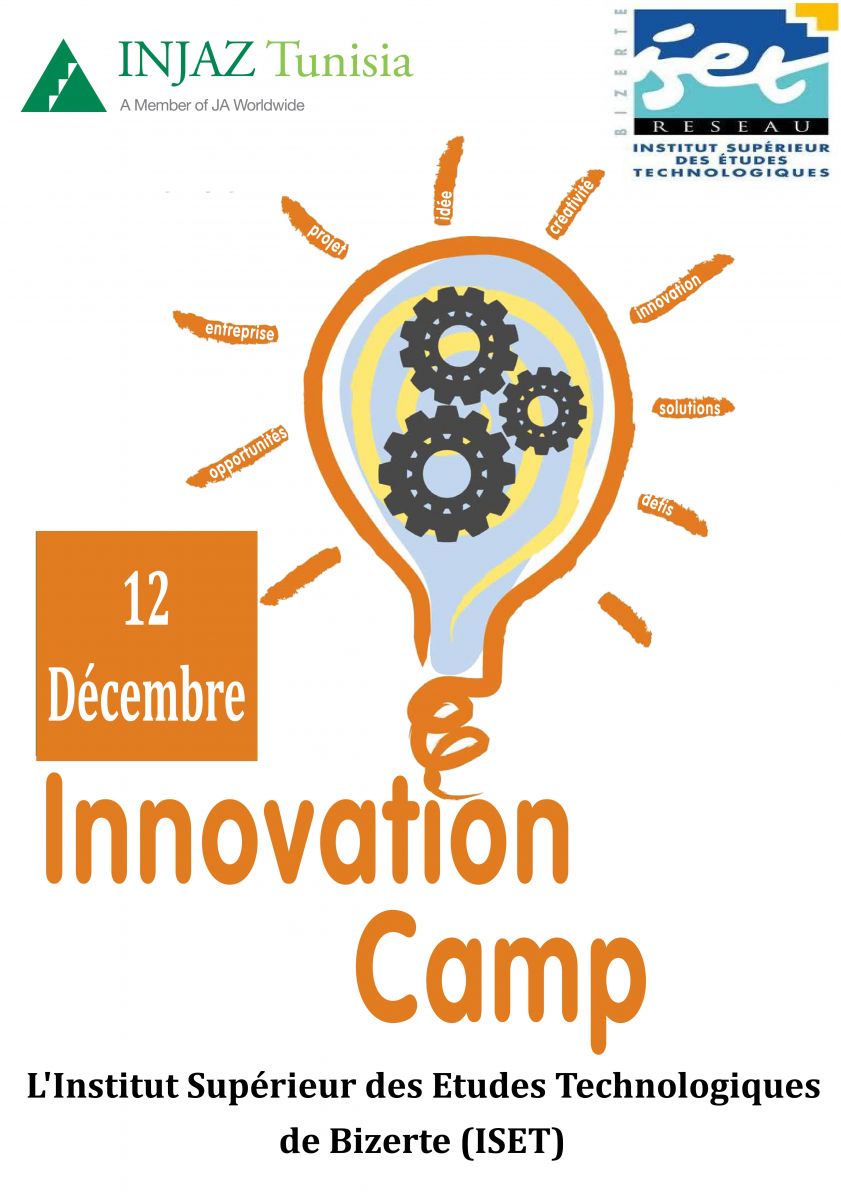 INJAZ Tunisia
A Member of JA Worldwide
BIZERTE
iset
RESEAU
INSTITUT SUPÉRIEUR
DES ÉTUDES
TECHNOLOGIQUES
idée
créativité
projet
innovation
entreprise
solutions
opportunités
défis
12
Décembre
Innovation
Camp
L'Institut Supérieur des Etudes Technologiques
de Bizerte (ISET)